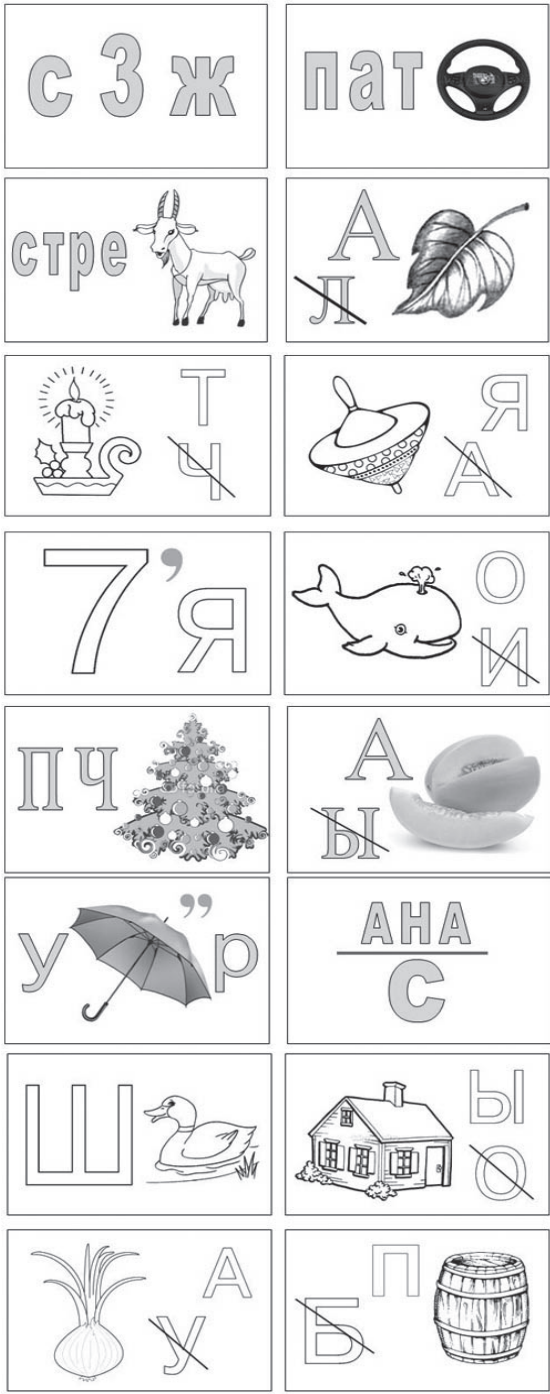 с 3 ж
пат
стре
А
Л
Т
Ч
Я
А
7’Я
О
И
ПЧ
А
Ы
у ’’ р
АНА
С
Ш
Ы
О
А
У
П
Б